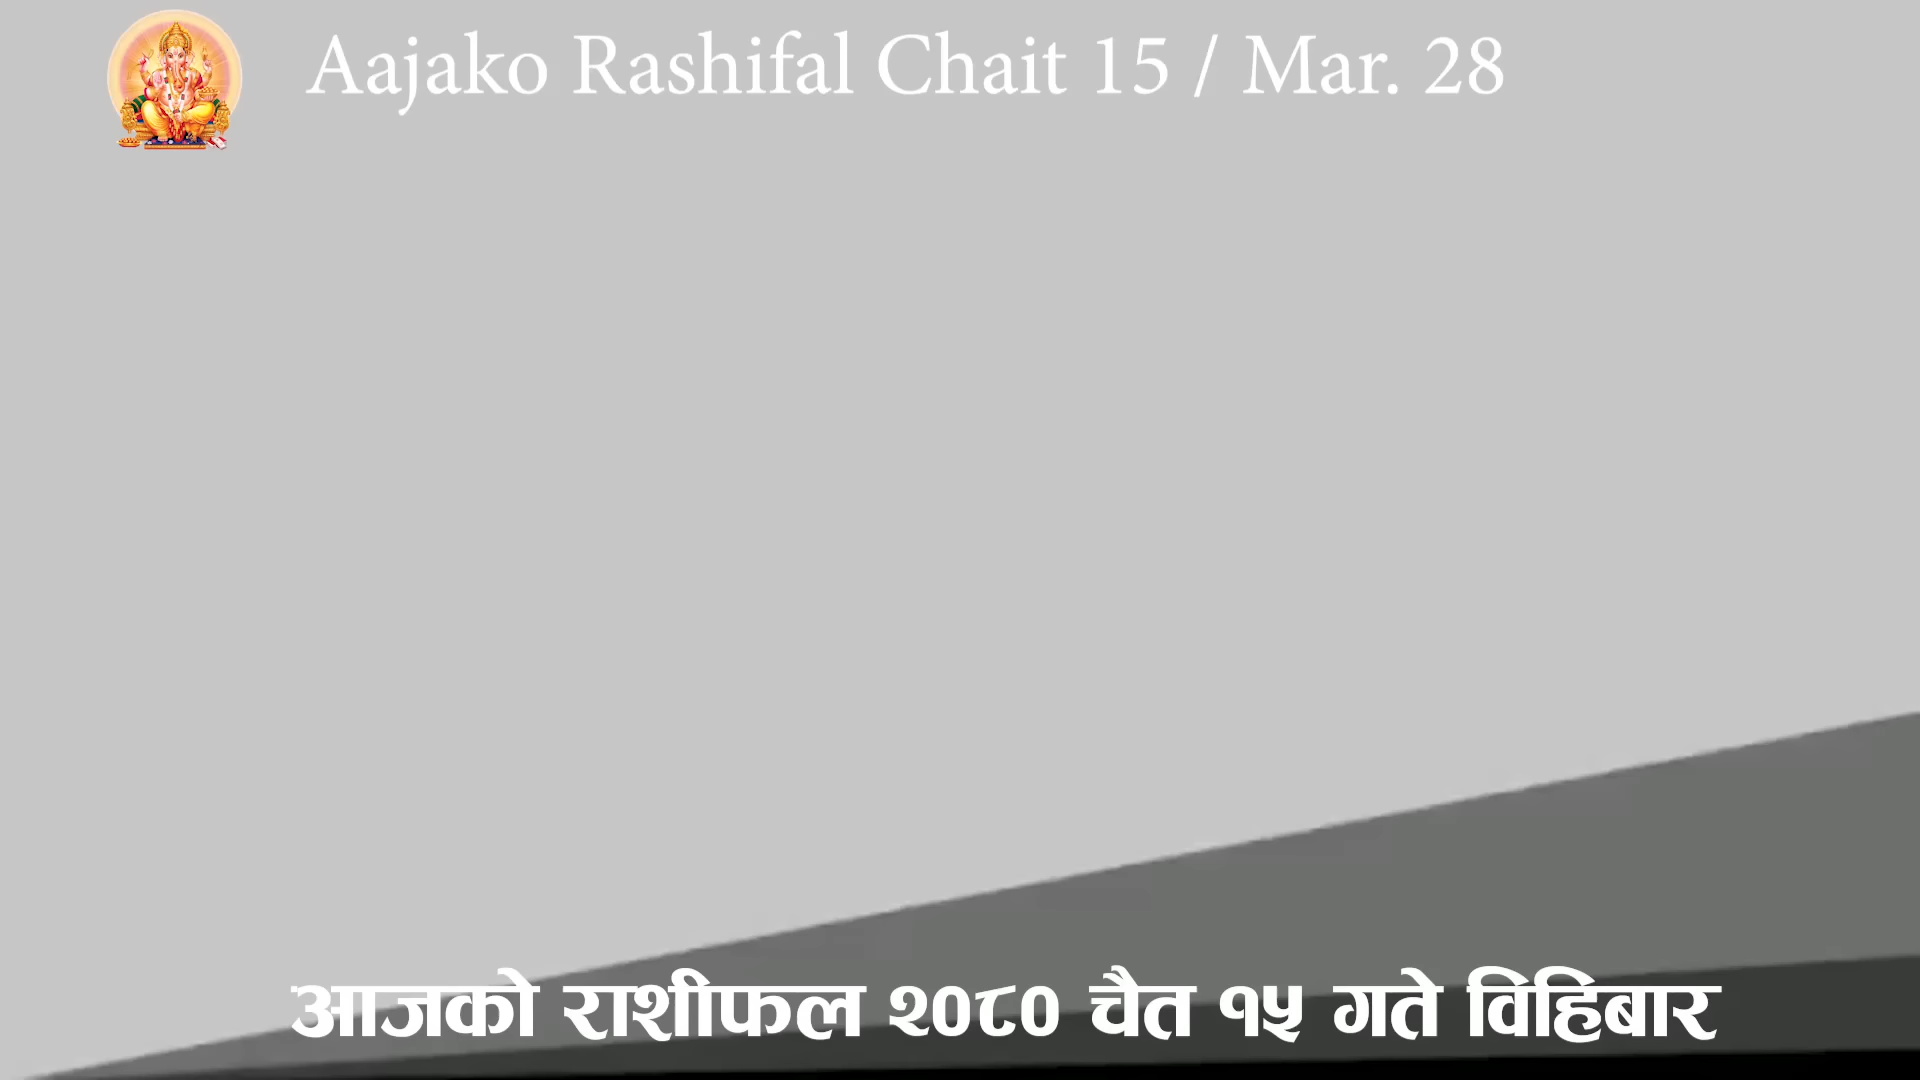 Aajako Rashifal Chait 15 / Mar. 28
आजको राशीफल २०८० चैत १५ गते विहिबार